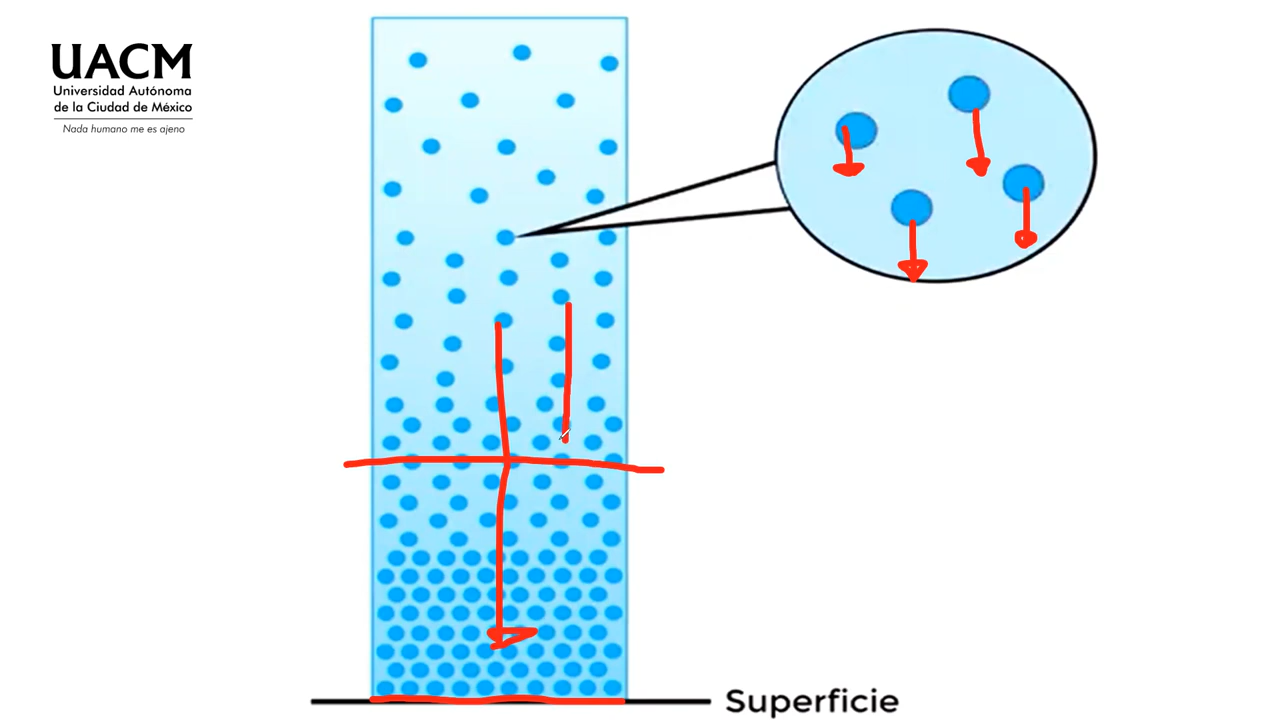 UACM
Universidad Autónoma
de la Ciudad de México
Nada humano me es ajeno
Superficie